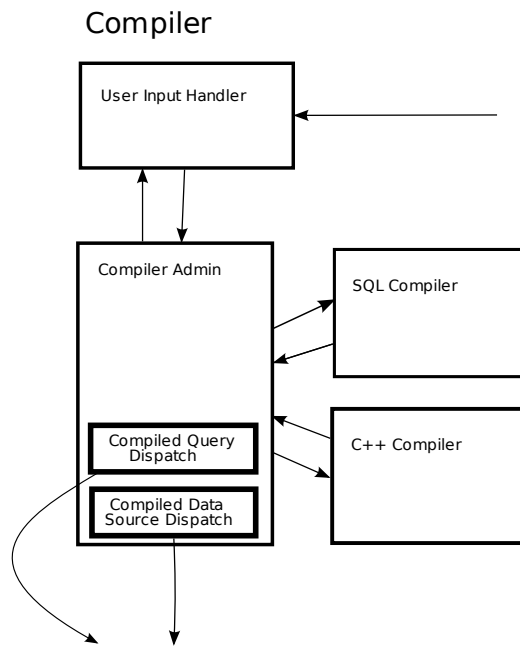 Compiler
User Input Handler
Compiler Admin
SQL Compiler
C++ Compiler
Compiled Query
Dispatch
Compiled Data
Source Dispatch